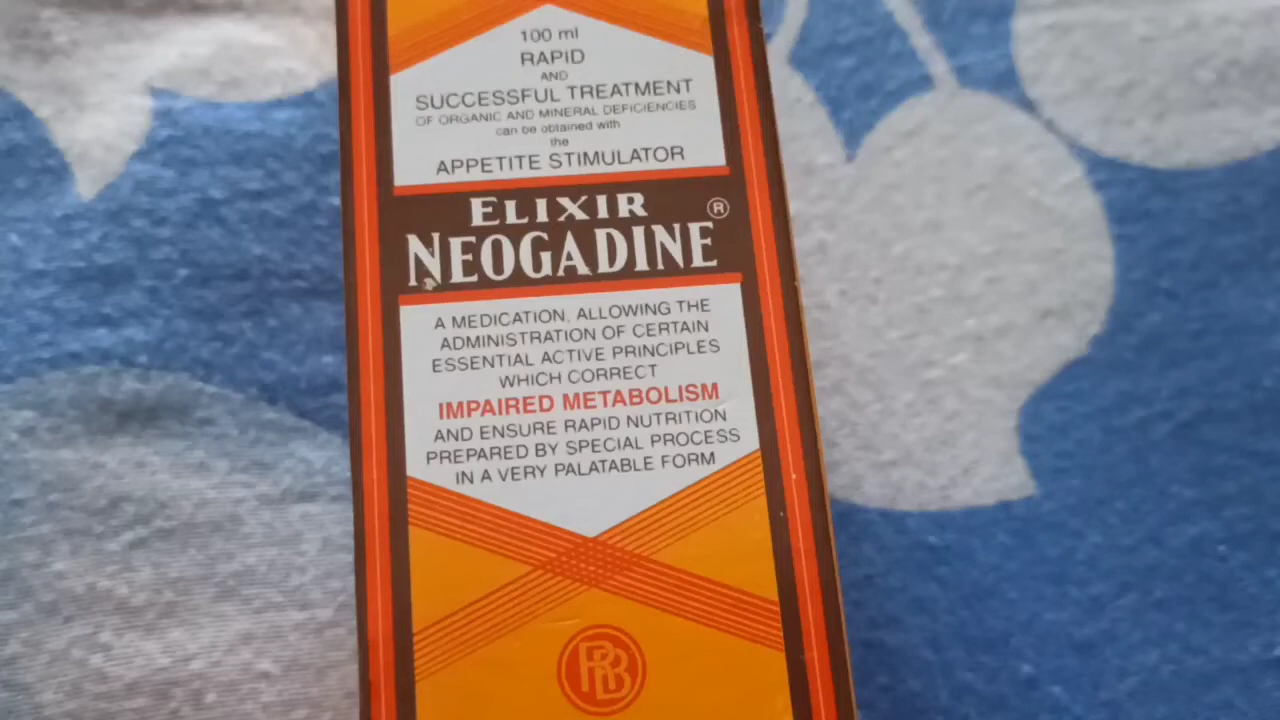 100 ml
RAPID
AND
SUCCESSFUL TREATMENT
OF ORGANIC AND MINERAL DEFICIENCIES
can be obtained with
the
APPETITE STIMULATOR
ELIXIR ®
NEOGADINE
A MEDICATION, ALLOWING THE
ADMINISTRATION OF CERTAIN
ESSENTIAL ACTIVE PRINCIPLES
WHICH CORRECT
IMPAIRED METABOLISM
AND ENSURE RAPID NUTRITION
PREPARED BY SPECIAL PROCESS
IN A VERY PALATABLE FORM
RB